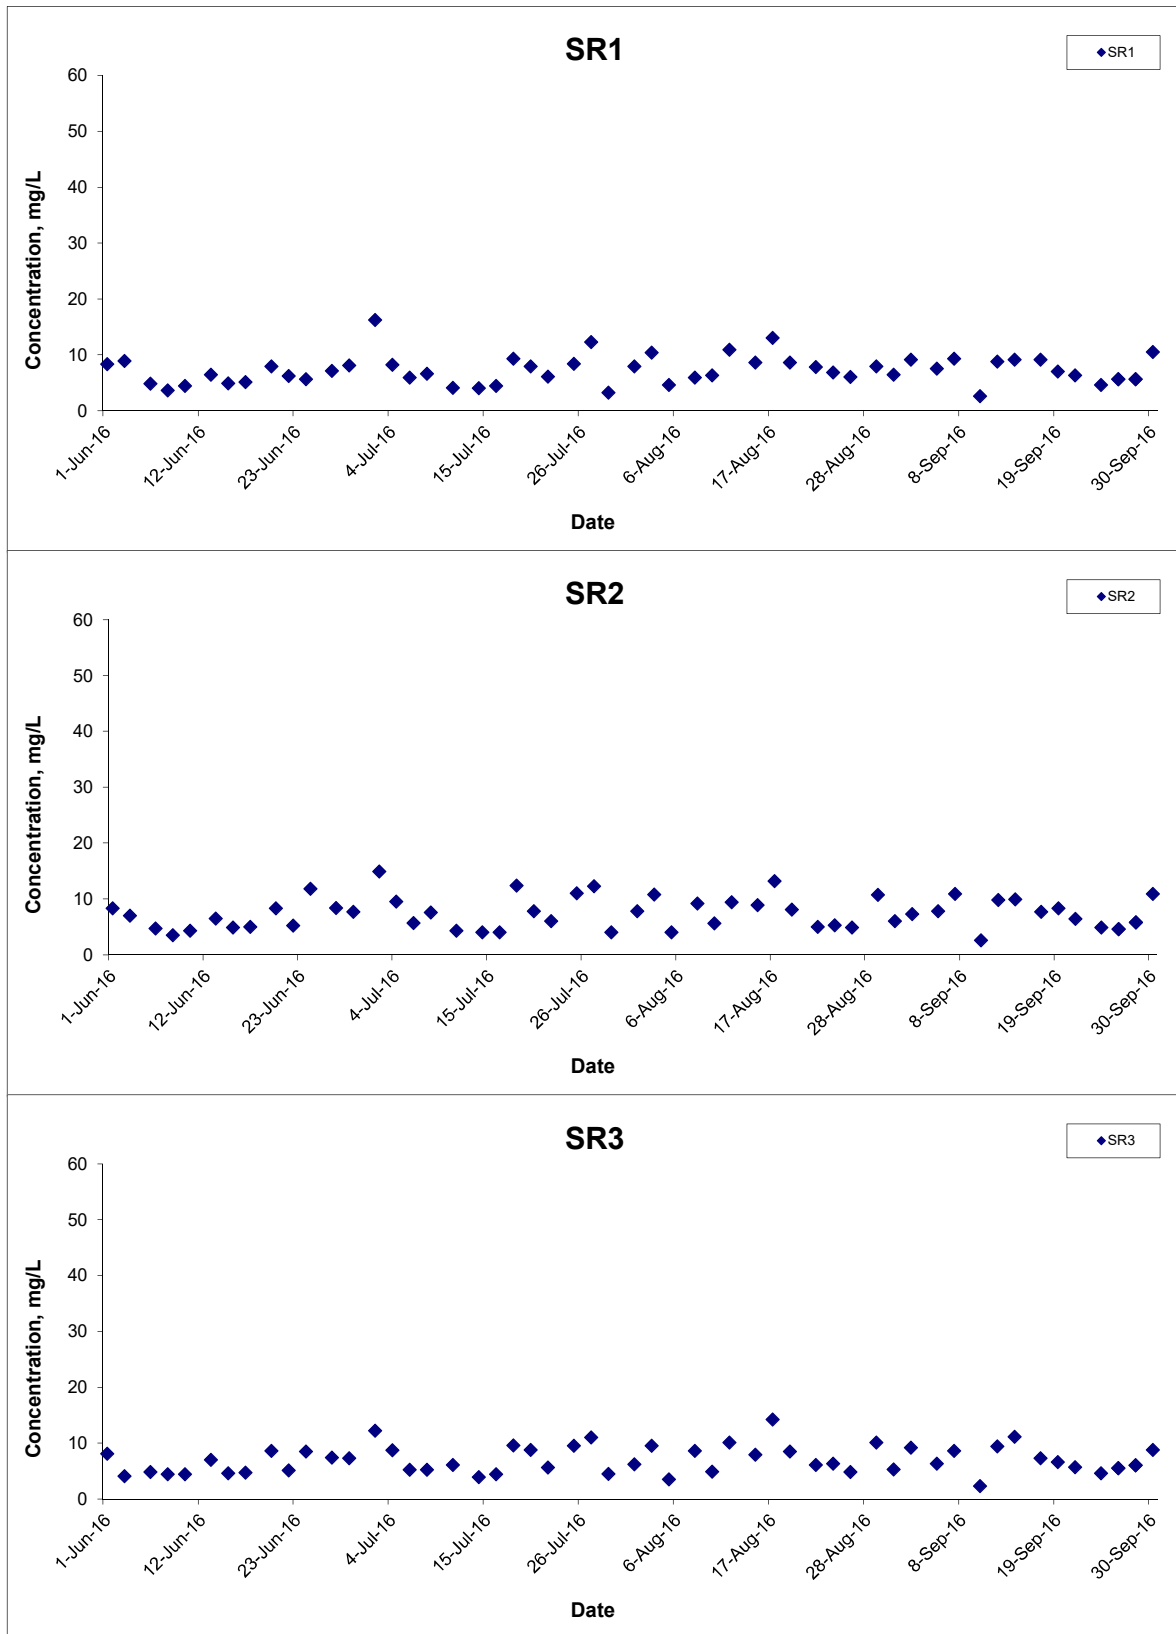 SR1
SR1
60
50
40
30
20
10
0
Concentration, mg/L
1-Jun-16
12-Jun-16
23-Jun-16
4-Jul-16
15-Jul-16
26-Jul-16
6-Aug-16
17-Aug-16
28-Aug-16
8-Sep-16
19-Sep-16
30-Sep-16
Date
SR2
SR2
60
50
40
30
20
10
0
Concentration, mg/L
1-Jun-16
12-Jun-16
23-Jun-16
4-Jul-16
15-Jul-16
26-Jul-16
6-Aug-16
17-Aug-16
28-Aug-16
8-Sep-16
19-Sep-16
30-Sep-16
Date
SR3
SR3
60
50
40
30
20
10
0
Concentration, mg/L
1-Jun-16
12-Jun-16
23-Jun-16
4-Jul-16
15-Jul-16
26-Jul-16
6-Aug-16
17-Aug-16
28-Aug-16
8-Sep-16
19-Sep-16
30-Sep-16
Date